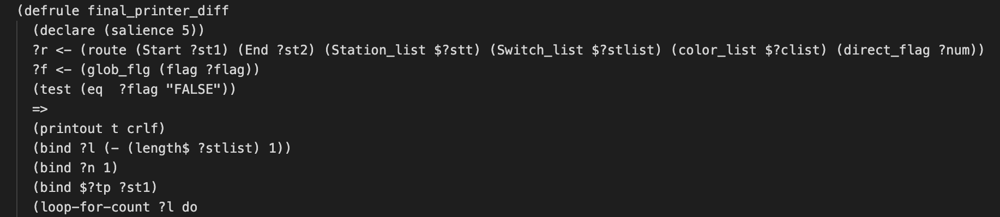 (defrule final_printer_diff
(declare (salience 5))
?r <- (route (Start ?st1) (End ?st2) (Station_list $?stt) (Switch_list $?stlist) (color_list $?clist) (direct_flag ?num))
?f <- (glob_flg (flag ?flag))
(test (eq  ?flag "FALSE"))
=>
(printout t crlf)
(bind ?l (- (length$ ?stlist) 1))
(bind ?n 1)
(bind $?tp ?st1)
(loop-for-count ?l do